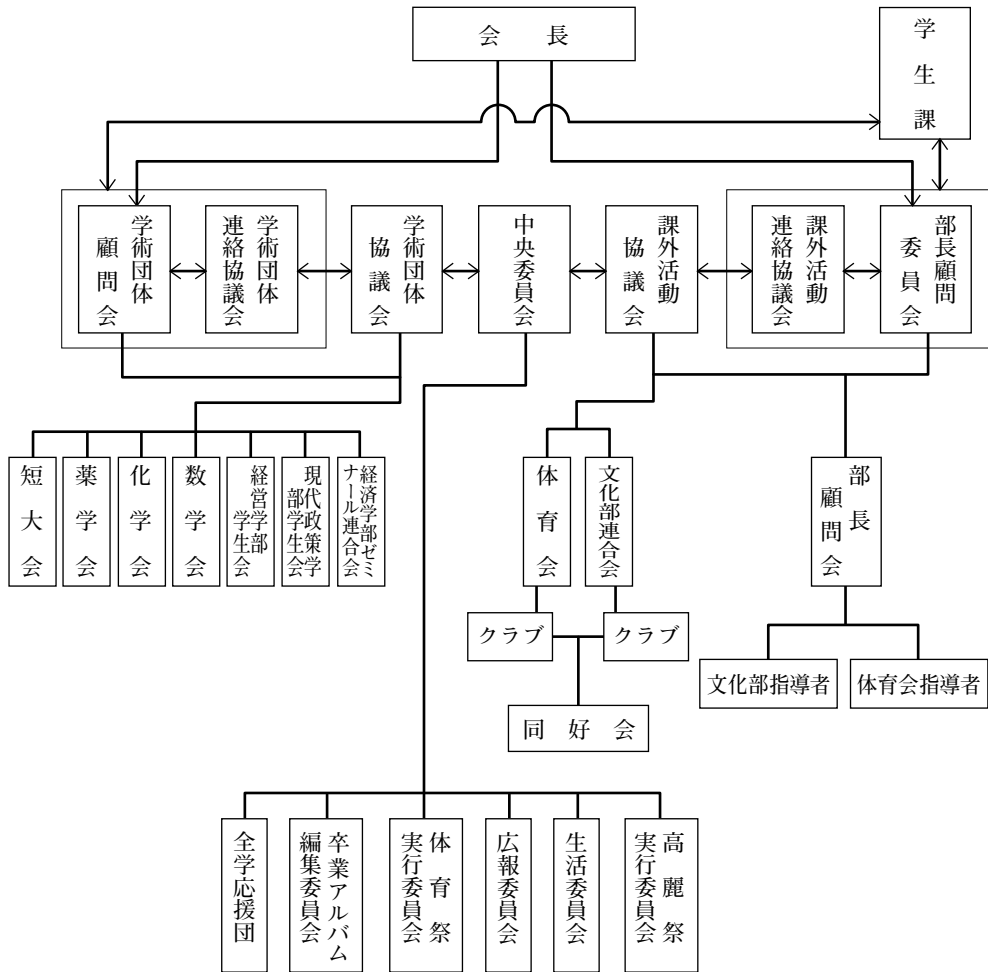 会長
学生課
学術団体
顧問会
学術団体
連絡協議会
学術団体
協議会
中央委員会
課外活動
協議会
課外活動
連絡協議会
部長顧問
委員会
短大会
薬学会
化学会
数学会
経営学部
学生会
現代政策学
部学生会
経済学部ゼミ
ナール連合会
体育会
文化部連合会
部長
顧問会
クラブ
クラブ
文化部指導者
体育会指導者
同好会
全学応援団
卒業アルバム
編集委員会
体育祭
実行委員会
広報委員会
生活委員会
高麗祭
実行委員会